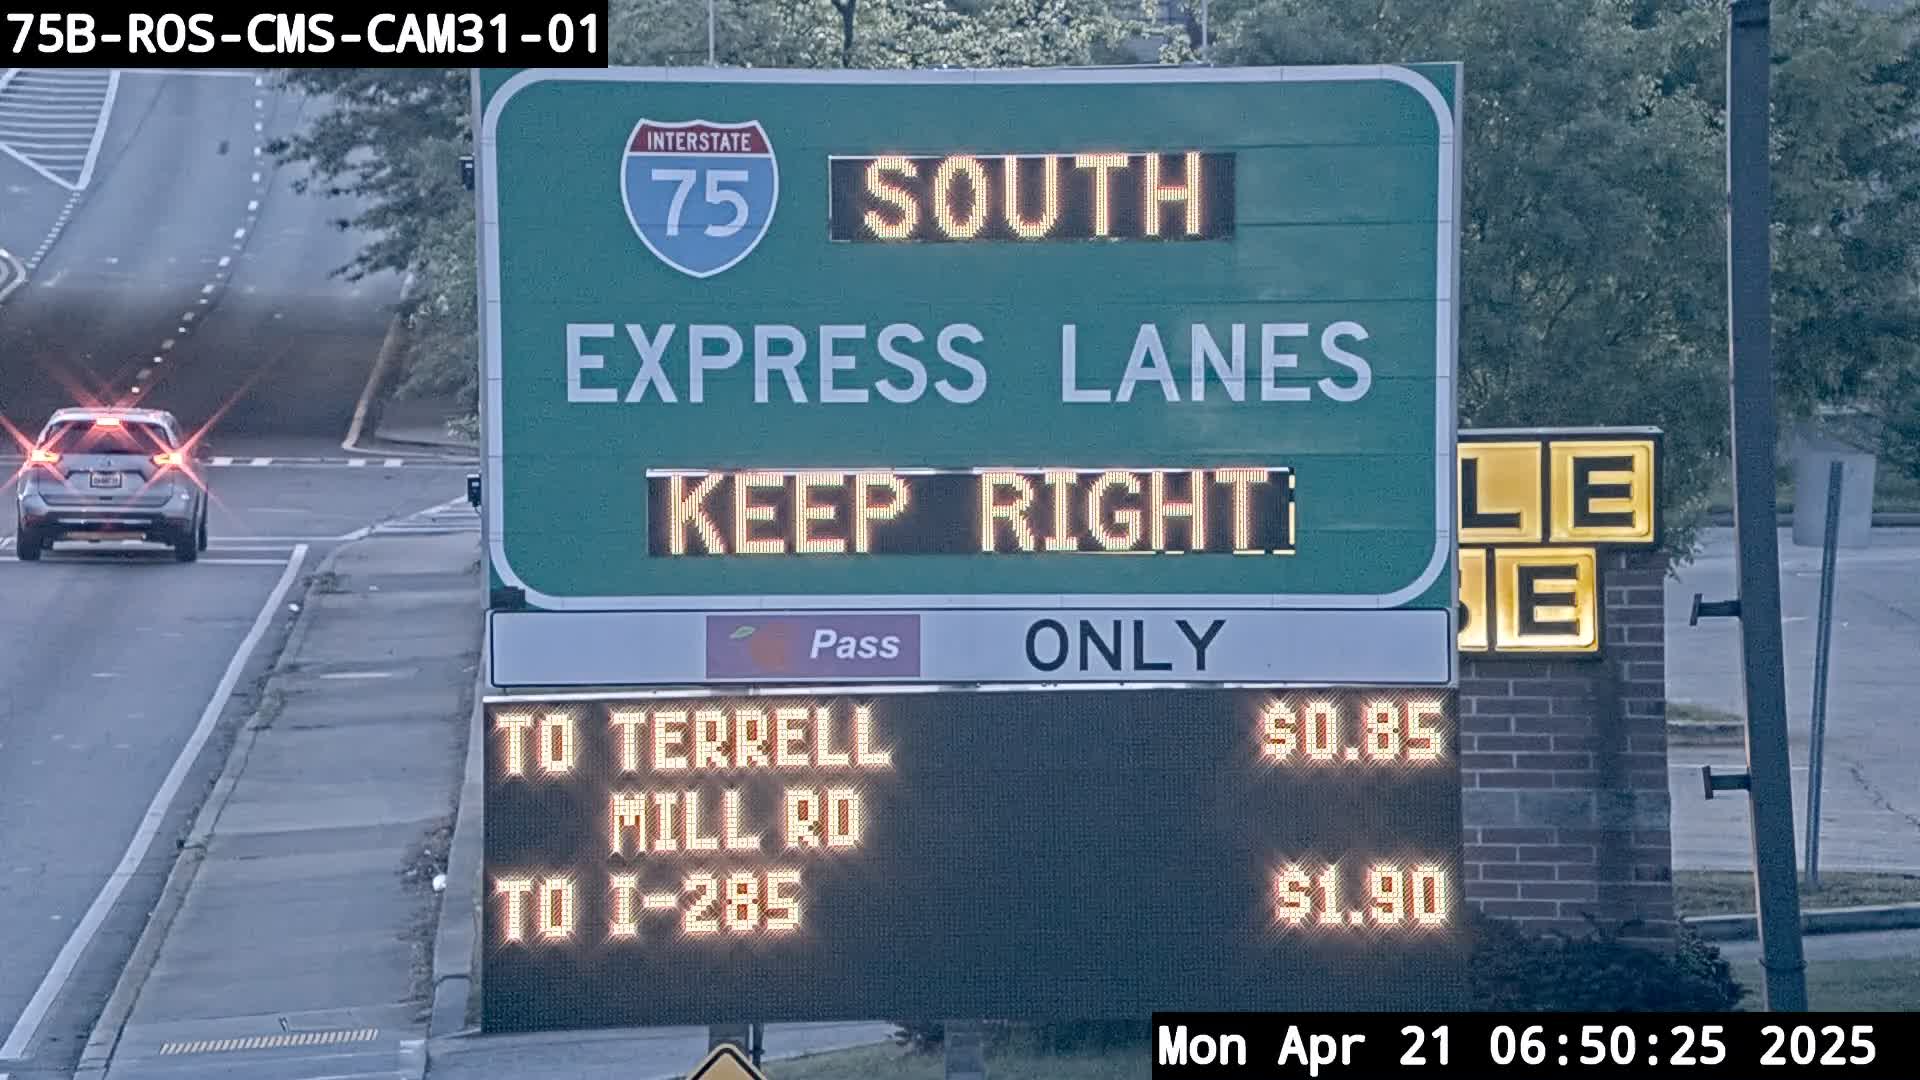 75B-ROS-CMS-CAM31-01
INTERSTATE
75
SOUTH
EXPRESS LANES
KEEP RIGHT
Pass ONLY
TO TERRELL $0.85
MILL RD
TO I-285 $1.90
LE
E
Mon Apr 21 06:50:25 2025